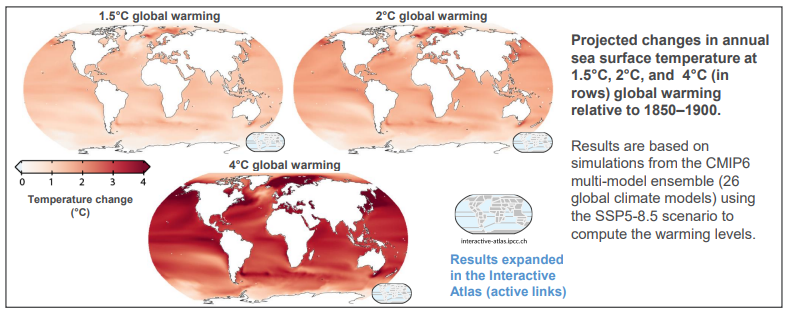 1.5°C global warming
2°C global warming
4°C global warming
0 1 2 3 4
Temperature change
(°C)
interactive-atlas.ipcc.ch
Results expanded
in the Interactive
Atlas (active links)
Projected changes in annual
sea surface temperature at
1.5°C, 2°C, and 4°C (in
rows) global warming
relative to 1850–1900.
Results are based on
simulations from the CMIP6
multi-model ensemble (26
global climate models) using
the SSP5-8.5 scenario to
compute the warming levels.